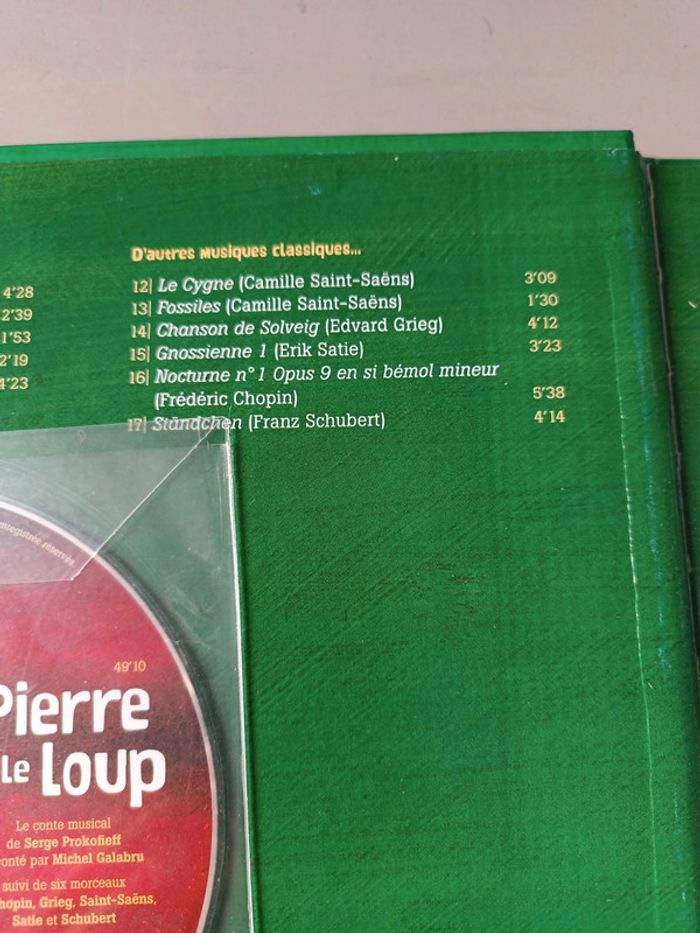 D'autres musiques classiques...
4'28
2'39
1'53
2'19
4'23
12| Le Cygne (Camille Saint-Saëns) 3'09
13| Fossiles (Camille Saint-Saëns) 1'30
14| Chanson de Solveig (Edvard Grieg) 4'12
15| Gnossienne 1 (Erik Satie) 3'23
16| Nocturne n°1 Opus 9 en si bémol mineur
(Frédéric Chopin) 5'38
17| Ständchen (Franz Schubert) 4'14
enregistrée réservés
49'10
Pierre
Le Loup
Le conte musical
de Serge Prokofieff
conté par Michel Galabru
suivi de six morceaux
Chopin, Grieg, Saint-Saëns,
Satie et Schubert